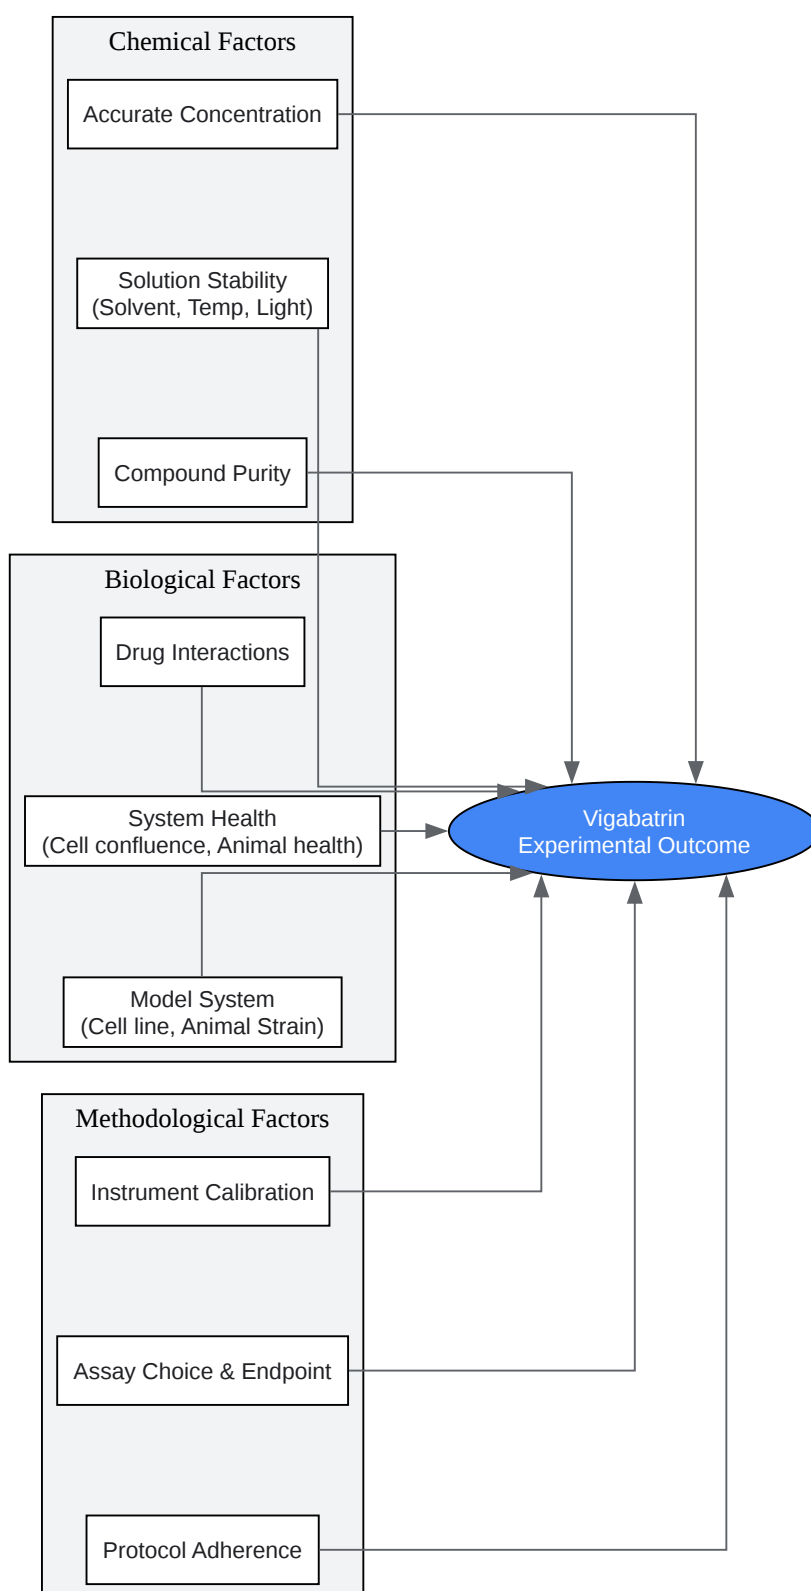 Chemical Factors
Accurate Concentration
Solution Stability
(Solvent, Temp, Light)
Compound Purity
Biological Factors
Drug Interactions
System Health
(Cell confluence, Animal health)
Model System
(Cell line, Animal Strain)
Vigabatrin
Experimental Outcome
Methodological Factors
Instrument Calibration
Assay Choice & Endpoint
Protocol Adherence